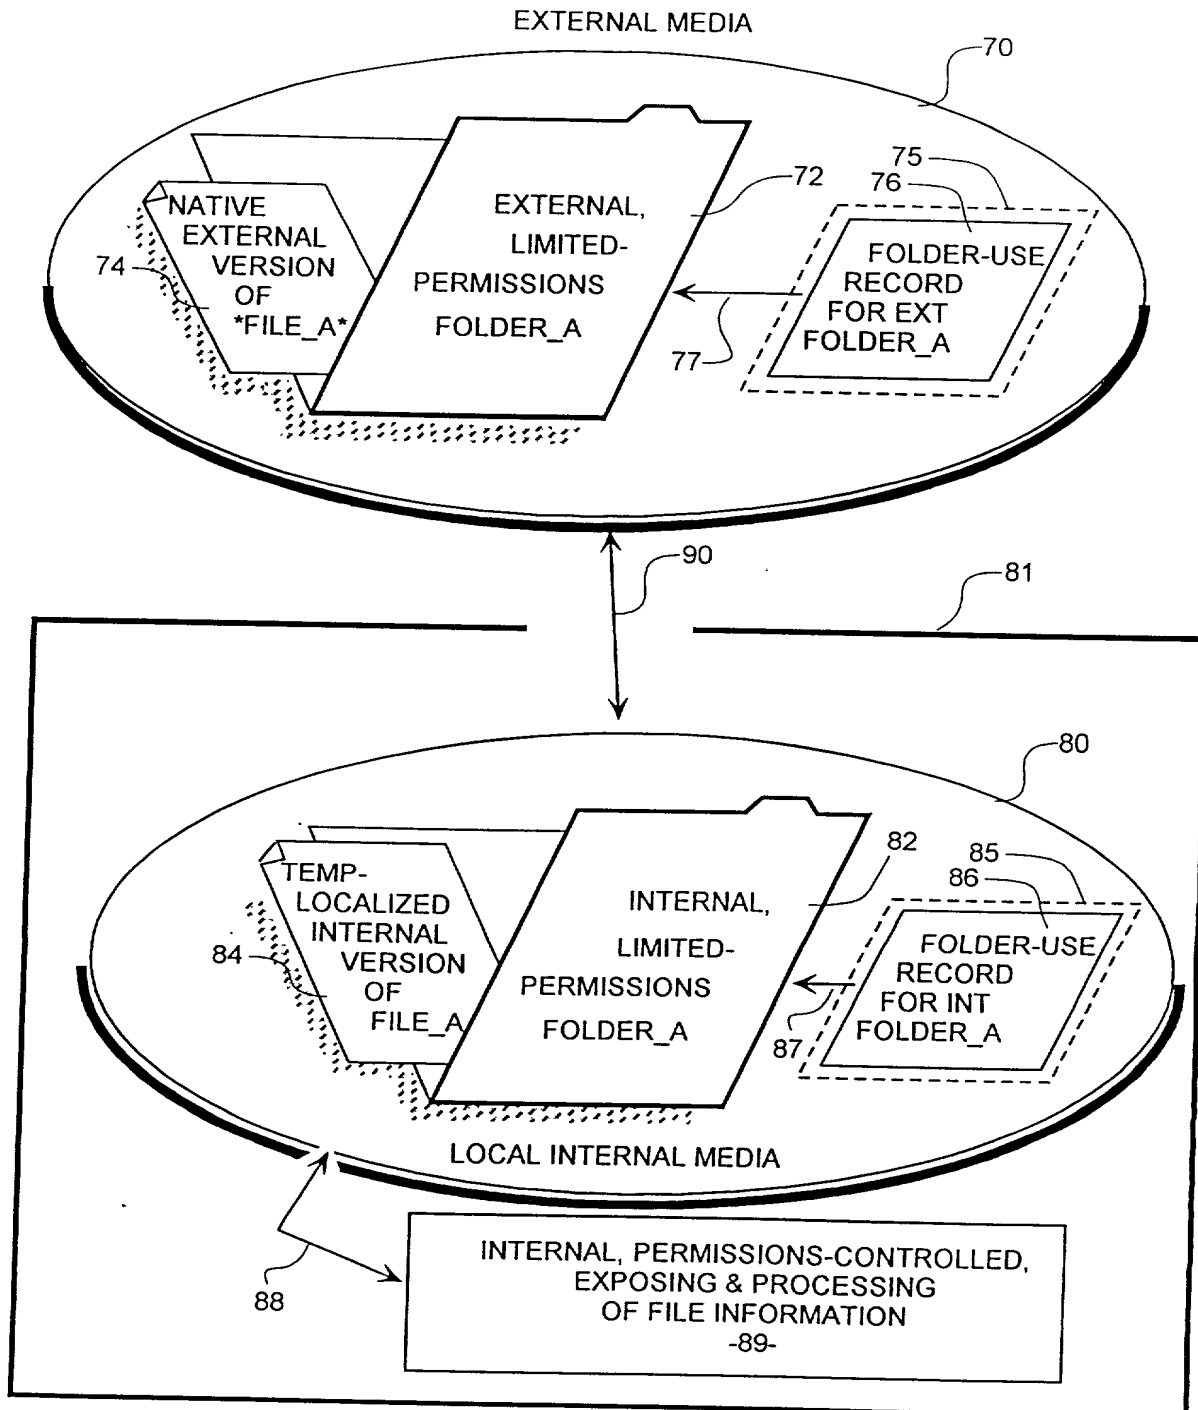 EXTERNAL MEDIA
70
75
76
72
NATIVE
EXTERNAL
VERSION
OF
*FILE_A*
74
EXTERNAL,
LIMITED-
PERMISSIONS
FOLDER_A
FOLDER-USE
RECORD
FOR EXT
FOLDER_A
77
90
81
80
82
85
86
TEMP-
LOCALIZED
INTERNAL
VERSION
OF
FILE_A
84
INTERNAL,
LIMITED-
PERMISSIONS
FOLDER_A
FOLDER-USE
RECORD
FOR INT
FOLDER_A
87
LOCAL INTERNAL MEDIA
88
INTERNAL, PERMISSIONS-CONTROLLED,
EXPOSING & PROCESSING
OF FILE INFORMATION
-89-